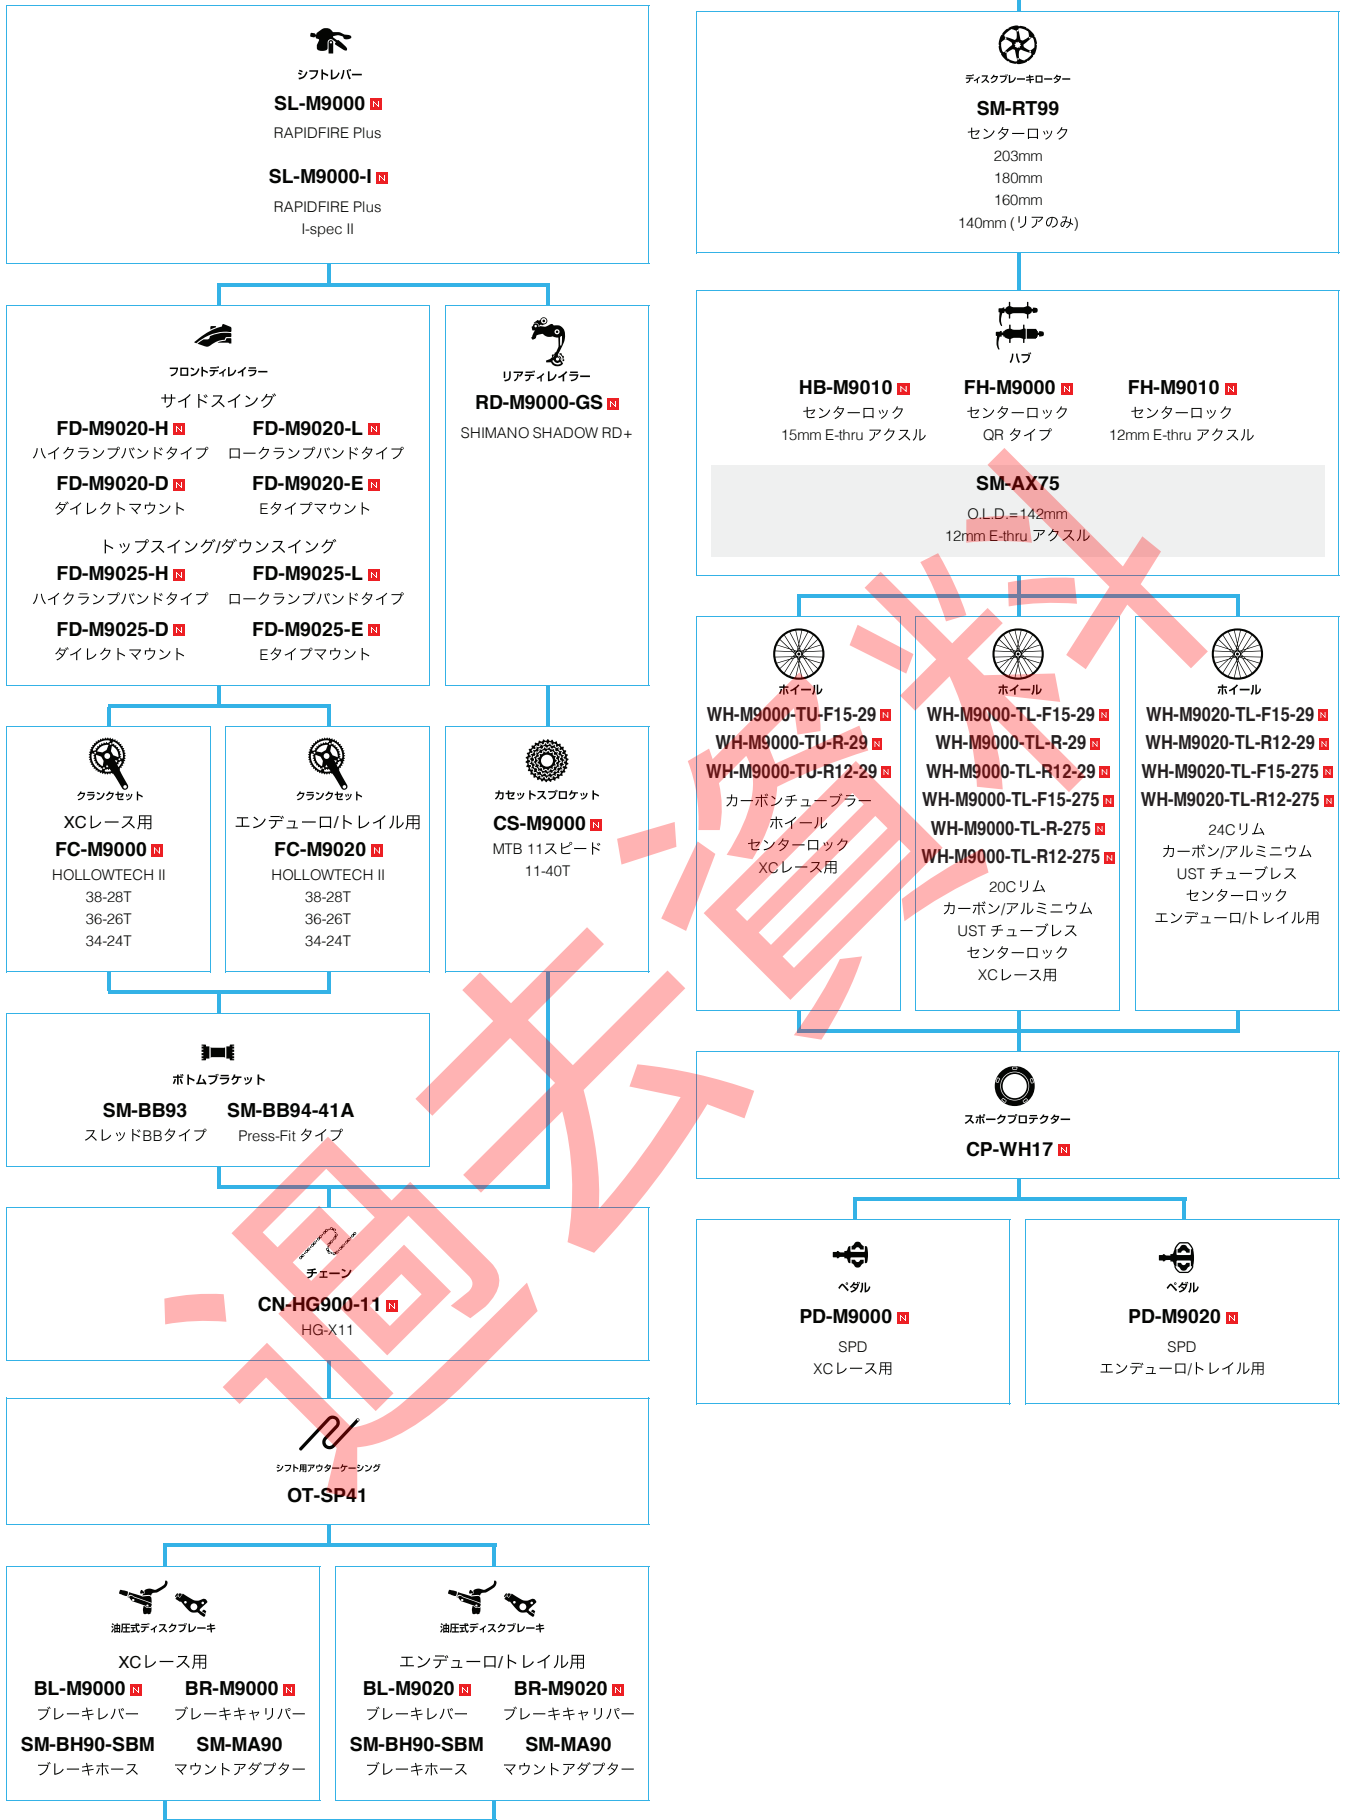 シフトレバー
SL-M9000 N
RAPIDFIRE Plus
SL-M9000-I N
RAPIDFIRE Plus
I-spec II
フロントディレイラー
サイドスイング
FD-M9020-H N FD-M9020-L N
ハイクランプバンドタイプ ロークランプバンドタイプ
FD-M9020-D N FD-M9020-E N
ダイレクトマウント Eタイプマウント
トップスイング/ダウンスイング
FD-M9025-H N FD-M9025-L N
ハイクランプバンドタイプ ロークランプバンドタイプ
FD-M9025-D N FD-M9025-E N
ダイレクトマウント Eタイプマウント
リアディレイラー
RD-M9000-GS N
SHIMANO SHADOW RD+
クランクセット
XCレース用
FC-M9000 N
HOLLOWTECH II
38-28T
36-26T
34-24T
クランクセット
エンデューロ/トレイル用
FC-M9020 N
HOLLOWTECH II
38-28T
36-26T
34-24T
カセットスプロケット
CS-M9000 N
MTB 11スピード
11-40T
ボトムブラケット
SM-BB93 SM-BB94-41A
スレッドBBタイプ Press-Fit タイプ
チェーン
CN-HG900-11 N
HG-X11
シフト用アウターケーシング
OT-SP41
油圧式ディスクブレーキ
XCレース用
BL-M9000 N BR-M9000 N
ブレーキレバー ブレーキキャリパー
SM-BH90-SBM SM-MA90
ブレーキホース マウントアダプター
油圧式ディスクブレーキ
エンデューロ/トレイル用
BL-M9020 N BR-M9020 N
ブレーキレバー ブレーキキャリパー
SM-BH90-SBM SM-MA90
ブレーキホース マウントアダプター
ディスクブレーキローター
SM-RT99
センターロック
203mm
180mm
160mm
140mm (リアのみ)
ハブ
HB-M9010 N FH-M9000 N FH-M9010 N
センターロック センターロック センターロック
15mm E-thru アクスル QR タイプ 12mm E-thru アクスル
SM-AX75
O.L.D.=142mm
12mm E-thru アクスル
ホイール
WH-M9000-TU-F15-29 N
WH-M9000-TU-R-29 N
WH-M9000-TU-R12-29 N
カーボンチューブラー
ホイール
センターロック
XCレース用
ホイール
WH-M9000-TL-F15-29 N
WH-M9000-TL-R-29 N
WH-M9000-TL-R12-29 N
WH-M9000-TL-F15-275 N
WH-M9000-TL-R-275 N
WH-M9000-TL-R12-275 N
20Cリム
カーボン/アルミニウム
UST チューブレス
センターロック
XCレース用
ホイール
WH-M9020-TL-F15-29 N
WH-M9020-TL-R12-29 N
WH-M9020-TL-F15-275 N
WH-M9020-TL-R12-275 N
24Cリム
カーボン/アルミニウム
UST チューブレス
センターロック
エンデューロ/トレイル用
スポークプロテクター
CP-WH17 N
ペダル
PD-M9000 N
SPD
XCレース用
ペダル
PD-M9020 N
SPD
エンデューロ/トレイル用
過去資料